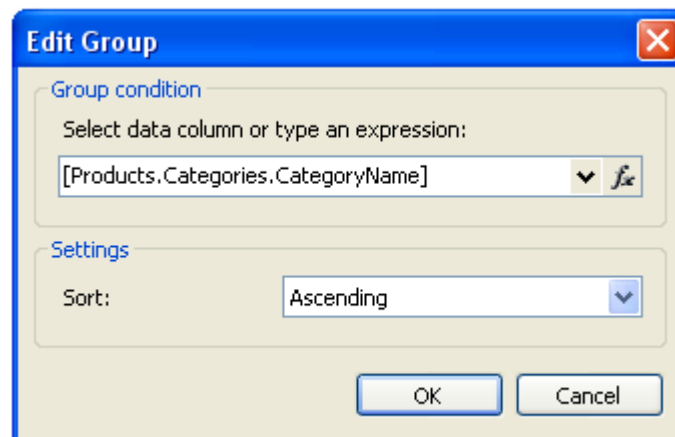 Edit Group
Group condition
Select data column or type an expression:
[Products.Categories.CategoryName]
fx
Settings
Sort: Ascending
OK Cancel